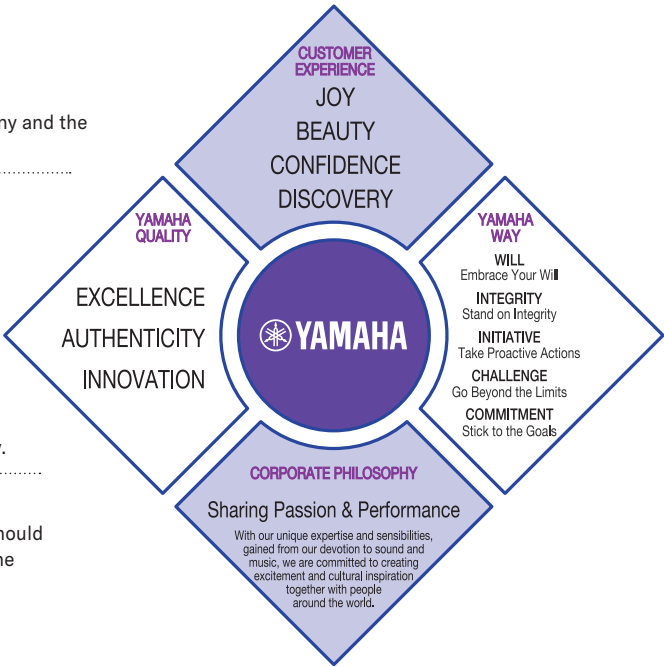 CUSTOMER
EXPERIENCE
JOY
BEAUTY
CONFIDENCE
DISCOVERY
ny and the
YAMAHA
QUALITY
EXCELLENCE
AUTHENTICITY
INNOVATION
YAMAHA
YAMAHA
WAY
WILL
Embrace Your Will
INTEGRITY
Stand on Integrity
INITIATIVE
Take Proactive Actions
CHALLENGE
Go Beyond the Limits
COMMITMENT
Stick to the Goals
y.
hould
ne
CORPORATE PHILOSOPHY
Sharing Passion & Performance
With our unique expertise and sensibilities,
gained from our devotion to sound and
music, we are committed to creating
excitement and cultural inspiration
together with people
around the world.